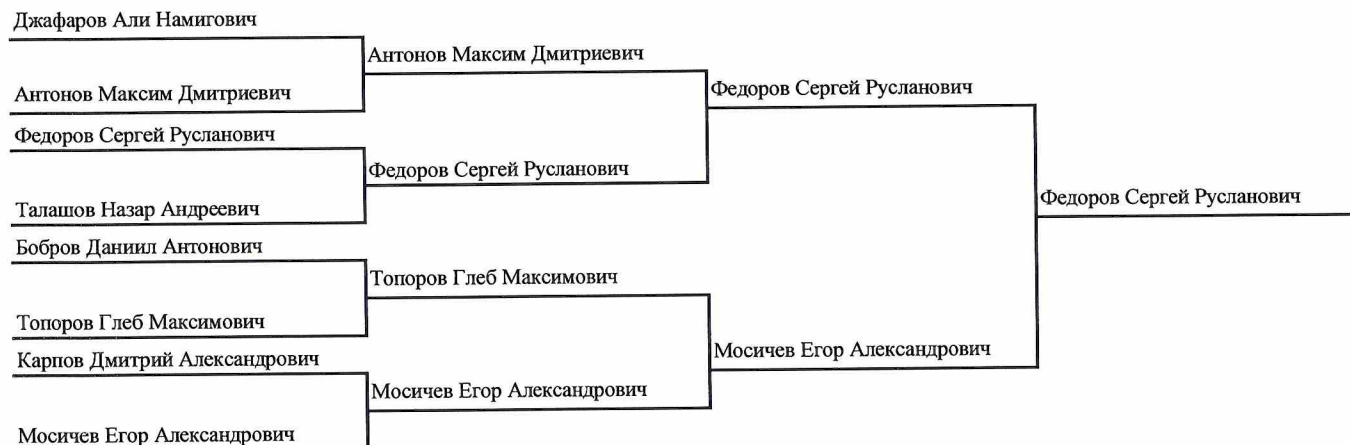 Джафаров Али Намигович
Антонов Максим Дмитриевич
Антонов Максим Дмитриевич
Федоров Сергей Русланович
Федоров Сергей Русланович
Федоров Сергей Русланович
Талашов Назар Андреевич
Федоров Сергей Русланович
Бобров Даниил Антонович
Топоров Глеб Максимович
Топоров Глеб Максимович
Карпов Дмитрий Александрович
Мосичев Егор Александрович
Мосичев Егор Александрович
Мосичев Егор Александрович